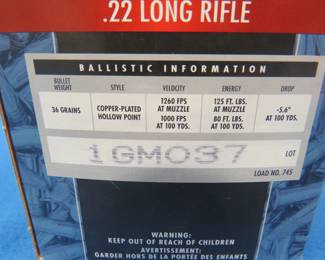 .22 LONG RIFLE
BALLISTIC INFORMATION
BULLET WEIGHT STYLE VELOCITY ENERGY DROP
36 GRAINS COPPER-PLATED HOLLOW POINT 1260 FPS AT MUZZLE 125 FT. LBS. AT MUZZLE -5.6" AT 100 YDS.
1000 FPS AT 100 YDS. 80 FT. LBS. AT 100 YDS.
1GM037 LOT
LOAD NO. 745
WARNING:
KEEP OUT OF REACH OF CHILDREN
AVERTISSEMENT:
GARDER HORS DE LA PORTÉE DES ENFANTS